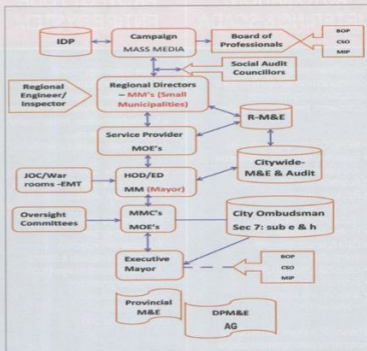 IDP
Campaign
MASS MEDIA
Board of
Professionals
BOP
CSO
MIP
Social Audit
Councillors
Regional
Engineer/
Inspector
Regional Directors
– MM's (Small
Municipalities)
R-M&E
Service Provider
MOE's
JOC/War
rooms -EMT
HOD/ED
MM (Mayor)
Citywide-
M&E & Audit
Oversight
Committees
MMC's
MOE's
City Ombudsman
Sec 7: sub e & h
Executive
Mayor
BOP
CSO
MIP
Provincial
M&E
DPM&E
AG